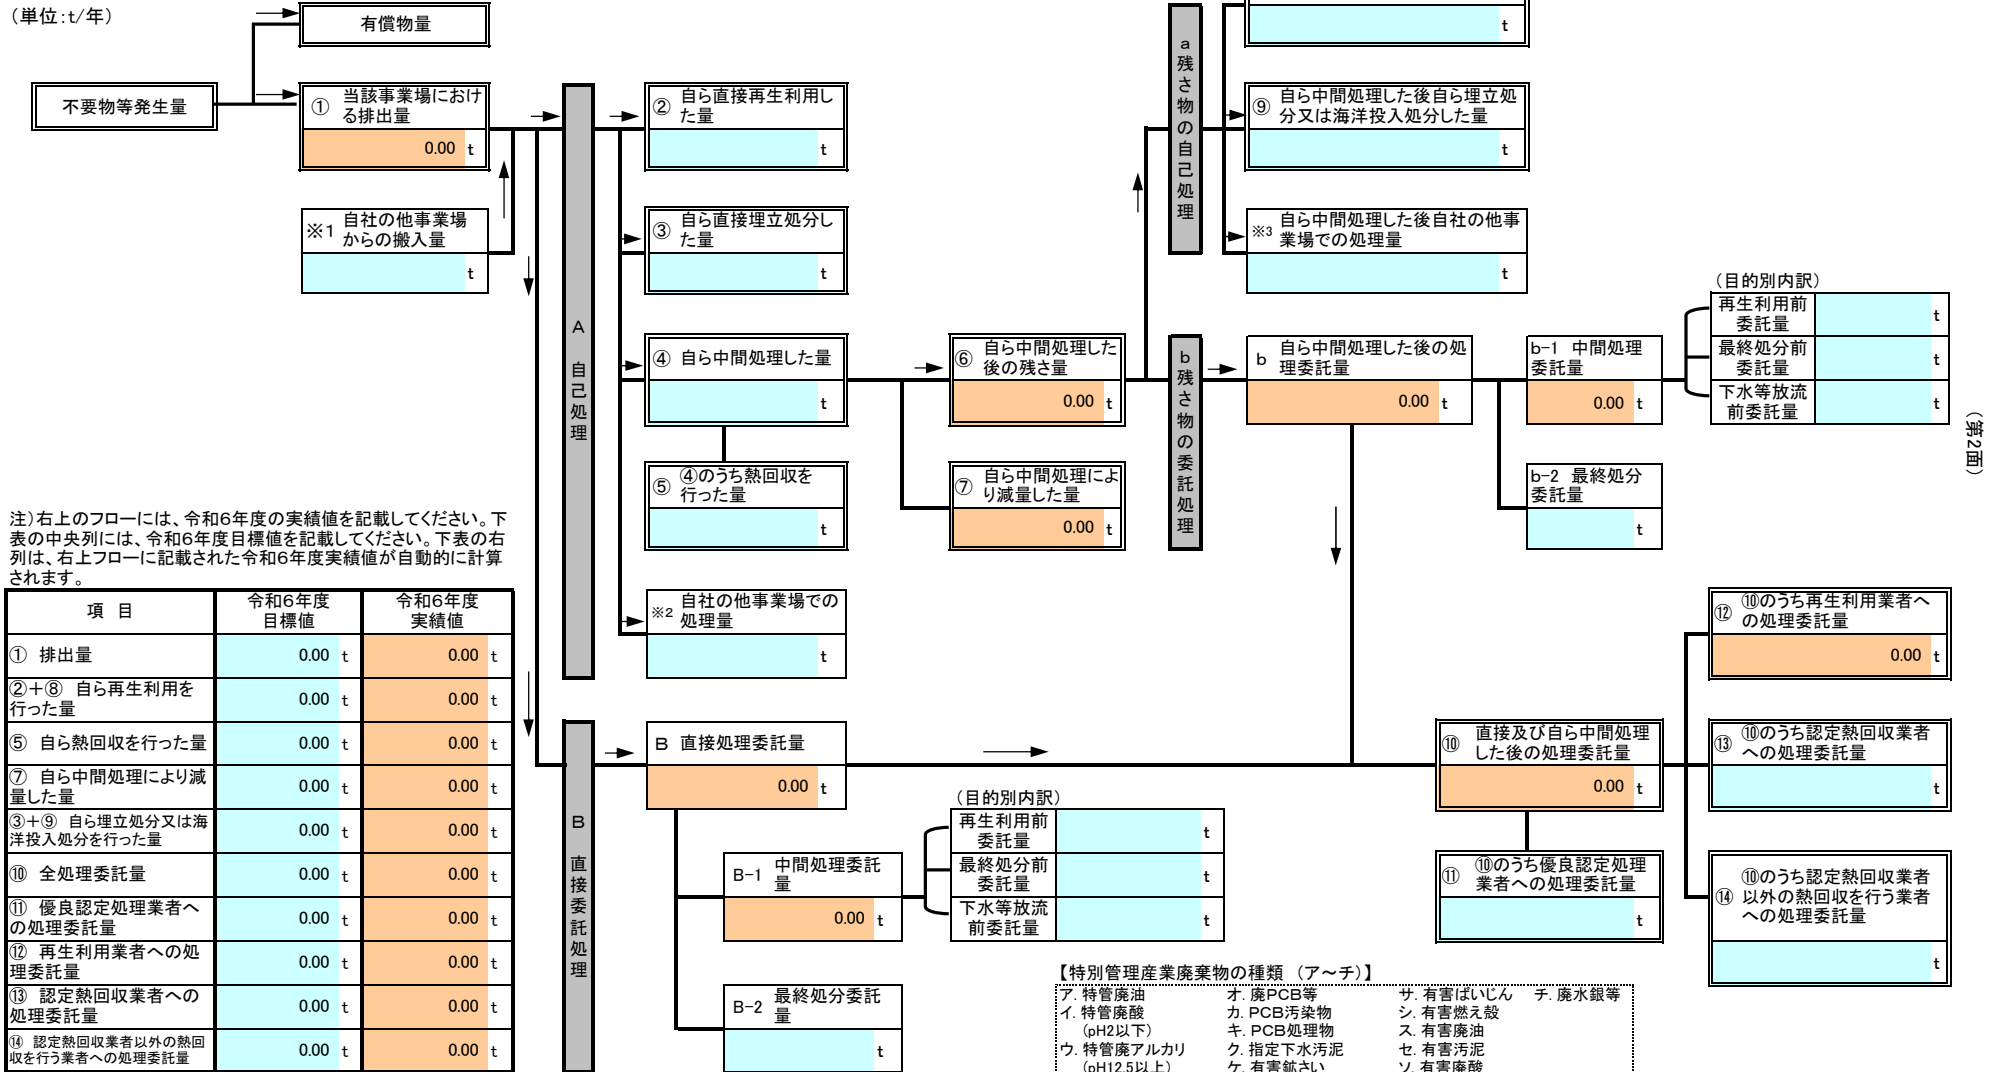 （単位：t/年）
有償物量
t
不要物等発生量
① 当該事業場におけ
る排出量
0.00 t
※1 自社の他事業場
からの搬入量
t
A 自己処理
② 自ら直接再生利用し
た量
t
③ 自ら直接埋立処分し
た量
t
④ 自ら中間処理した量
t
⑤ ④のうち熱回収を
行った量
t
※2 自社の他事業場での
処理量
t
⑥ 自ら中間処理した
後の残さ量
0.00 t
⑦ 自ら中間処理によ
り減量した量
0.00 t
a残さ物の自己処理
⑨ 自ら中間処理した後自ら埋立処
分又は海洋投入処分した量
t
※3 自ら中間処理した後自社の他事
業場での処理量
t
b残さ物の委託処理
b 自ら中間処理した後の処
理委託量
0.00 t
b-1 中間処理
委託量
0.00 t
b-2 最終処分
委託量
t
（目的別内訳）
再生利用前
委託量
t
最終処分前
委託量
t
下水等放流
前委託量
t
（第2面）
注）右上のフローには、令和6年度の実績値を記載してください。下
表の中央列には、令和6年度目標値を記載してください。下表の右
列は、右上フローに記載された令和6年度実績値が自動的に計算
されます。
項 目
令和6年度
目標値
令和6年度
実績値
① 排出量
0.00 t 0.00 t
②＋⑧ 自ら再生利用を
行った量
0.00 t 0.00 t
⑤ 自ら熱回収を行った量
0.00 t 0.00 t
⑦ 自ら中間処理により減
量した量
0.00 t 0.00 t
③＋⑨ 自ら埋立処分又は海
洋投入処分を行った量
0.00 t 0.00 t
⑩ 全処理委託量
0.00 t 0.00 t
⑪ 優良認定処理業者へ
の処理委託量
0.00 t 0.00 t
⑫ 再生利用業者への処
理委託量
0.00 t 0.00 t
⑬ 認定熱回収業者への
処理委託量
0.00 t 0.00 t
⑭ 認定熱回収業者以外の熱回
収を行う業者への処理委託量
0.00 t 0.00 t
B 直接委託処理
B 直接処理委託量
0.00 t
B-1 中間処理委託
量
0.00 t
B-2 最終処分委託
量
t
（目的別内訳）
再生利用前
委託量
t
最終処分前
委託量
t
下水等放流
前委託量
t
⑩ 直接及び自ら中間処理
した後の処理委託量
0.00 t
⑪ ⑩のうち優良認定処理
業者への処理委託量
t
⑫ ⑩のうち再生利用業者へ
の処理委託量
0.00 t
⑬ ⑩のうち認定熱回収業者
への処理委託量
t
⑭ ⑩のうち認定熱回収業者
以外の熱回収を行う業者
への処理委託量
t
【特別管理産業廃棄物の種類 （ア～チ）】
ア. 特管廃油 オ. 廃PCB等 サ. 有害ばいじん チ. 廃水銀等
イ. 特管廃酸 カ. PCB汚染物 シ. 有害燃え殻
（pH2以下） キ. PCB処理物 ス. 有害廃油
ウ. 特管廃アルカリ ク. 指定下水汚泥 セ. 有害汚泥
（pH12.5以上） ケ. 有害鉱さい ソ. 有害廃酸